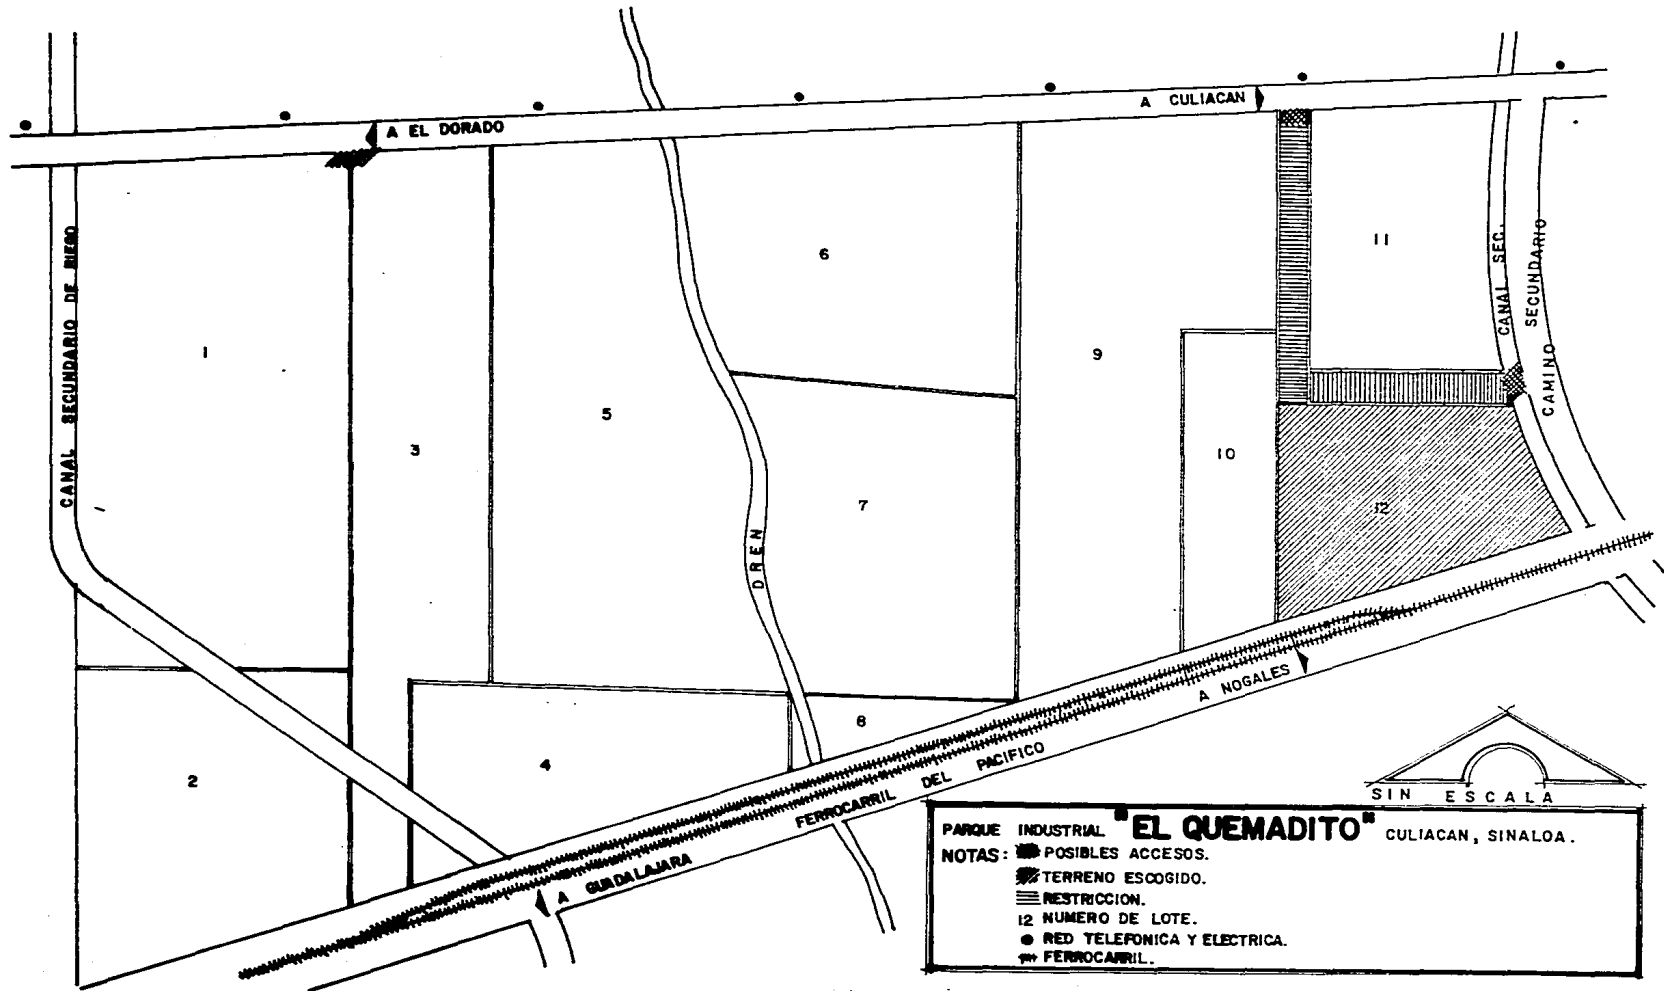 A CULIACAN
A EL DORADO
CANAL SECUNDARIO DE RIEGO
1
2
3
4
5
6
7
8
9
10
11
12
DREN
CANAL SEC.
CAMINO SECUNDARIO
A NOGALES
FERROCARRIL DEL PACIFICO
A GUADALAJARA
SIN ESCALA
PARQUE INDUSTRIAL "EL QUEMADITO" CULIACAN, SINALOA.
NOTAS: POSIBLES ACCESOS.
TERRENO ESCOGIDO.
RESTRICCION.
12 NUMERO DE LOTE.
RED TELEFONICA Y ELECTRICA.
FERROCARRIL.